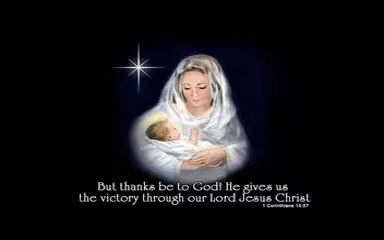 But thanks be to God! He gives us
the victory through our Lord Jesus Christ
1 Corinthians 15:57